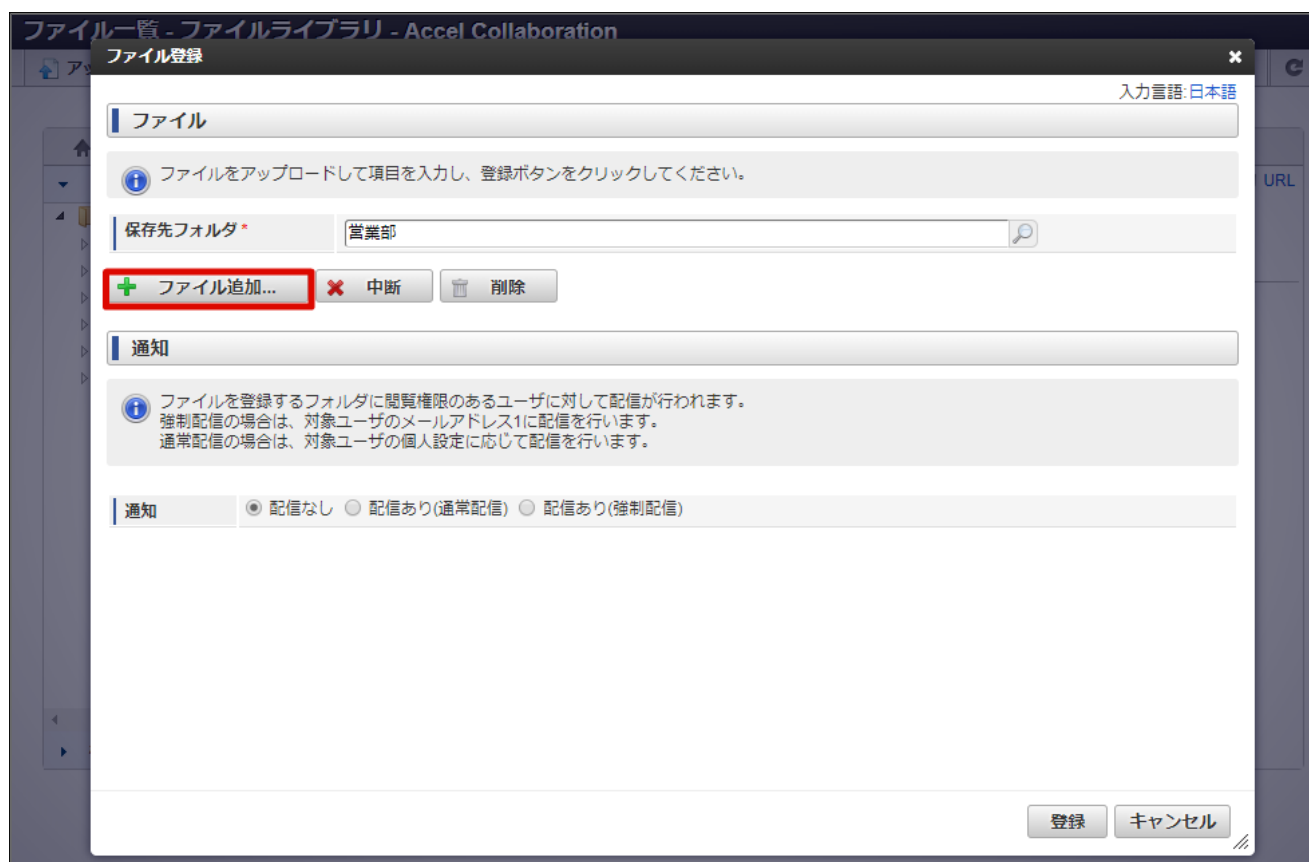 ファイル一覧 - ファイルライブラリ - Accel Collaboration
ファイル登録
入力言語:日本語
ファイル
ファイルをアップロードして項目を入力し、登録ボタンをクリックしてください。
URL
保存先フォルダ* 営業部
ファイル追加... 中断 削除
通知
ファイルを登録するフォルダに閲覧権限のあるユーザに対して配信が行われます。
強制配信の場合は、対象ユーザのメールアドレス1に配信を行います。
通常配信の場合は、対象ユーザの個人設定に応じて配信を行います。
通知 配信なし 配信あり(通常配信) 配信あり(強制配信)
登録 キャンセル